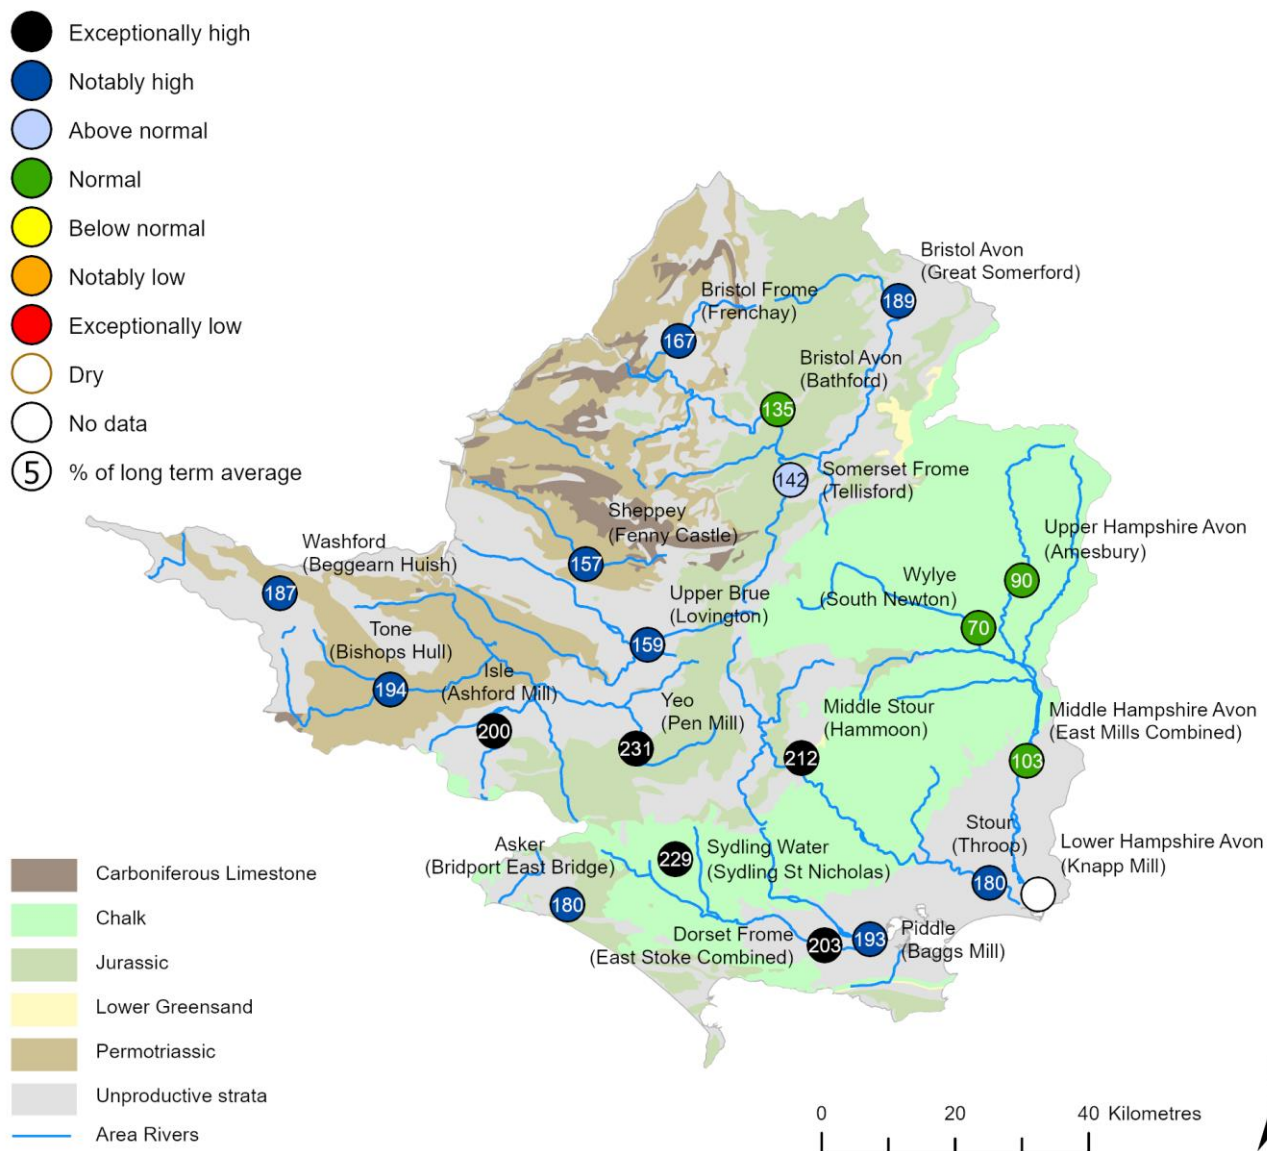 Exceptionally high
Notably high
Above normal
Normal
Below normal
Notably low
Exceptionally low
Dry
No data
5 % of long term average
Bristol Avon
(Great Somerford)
189
Bristol Frome
(Frenchay)
167
Bristol Avon
(Bathford)
135
Somerset Frome
(Tellisford)
142
Sheppey
(Fenny Castle)
157
Upper Hampshire Avon
(Amesbury)
90
Washford
(Beggearn Huish)
187
Wylye
(South Newton)
70
Upper Brue
(Lovington)
159
Tone
(Bishops Hull)
194
Isle
(Ashford Mill)
200
Yeo
(Pen Mill)
231
Middle Stour
(Hammoon)
212
Middle Hampshire Avon
(East Mills Combined)
103
Stour
(Throop)
180
Lower Hampshire Avon
(Knapp Mill)
Asker
(Bridport East Bridge)
180
229
Sydling Water
(Sydling St Nicholas)
Dorset Frome
(East Stoke Combined)
203
193
Piddle
(Baggs Mill)
Carboniferous Limestone
Chalk
Jurassic
Lower Greensand
Permotriassic
Unproductive strata
Area Rivers
0 20 40 Kilometres